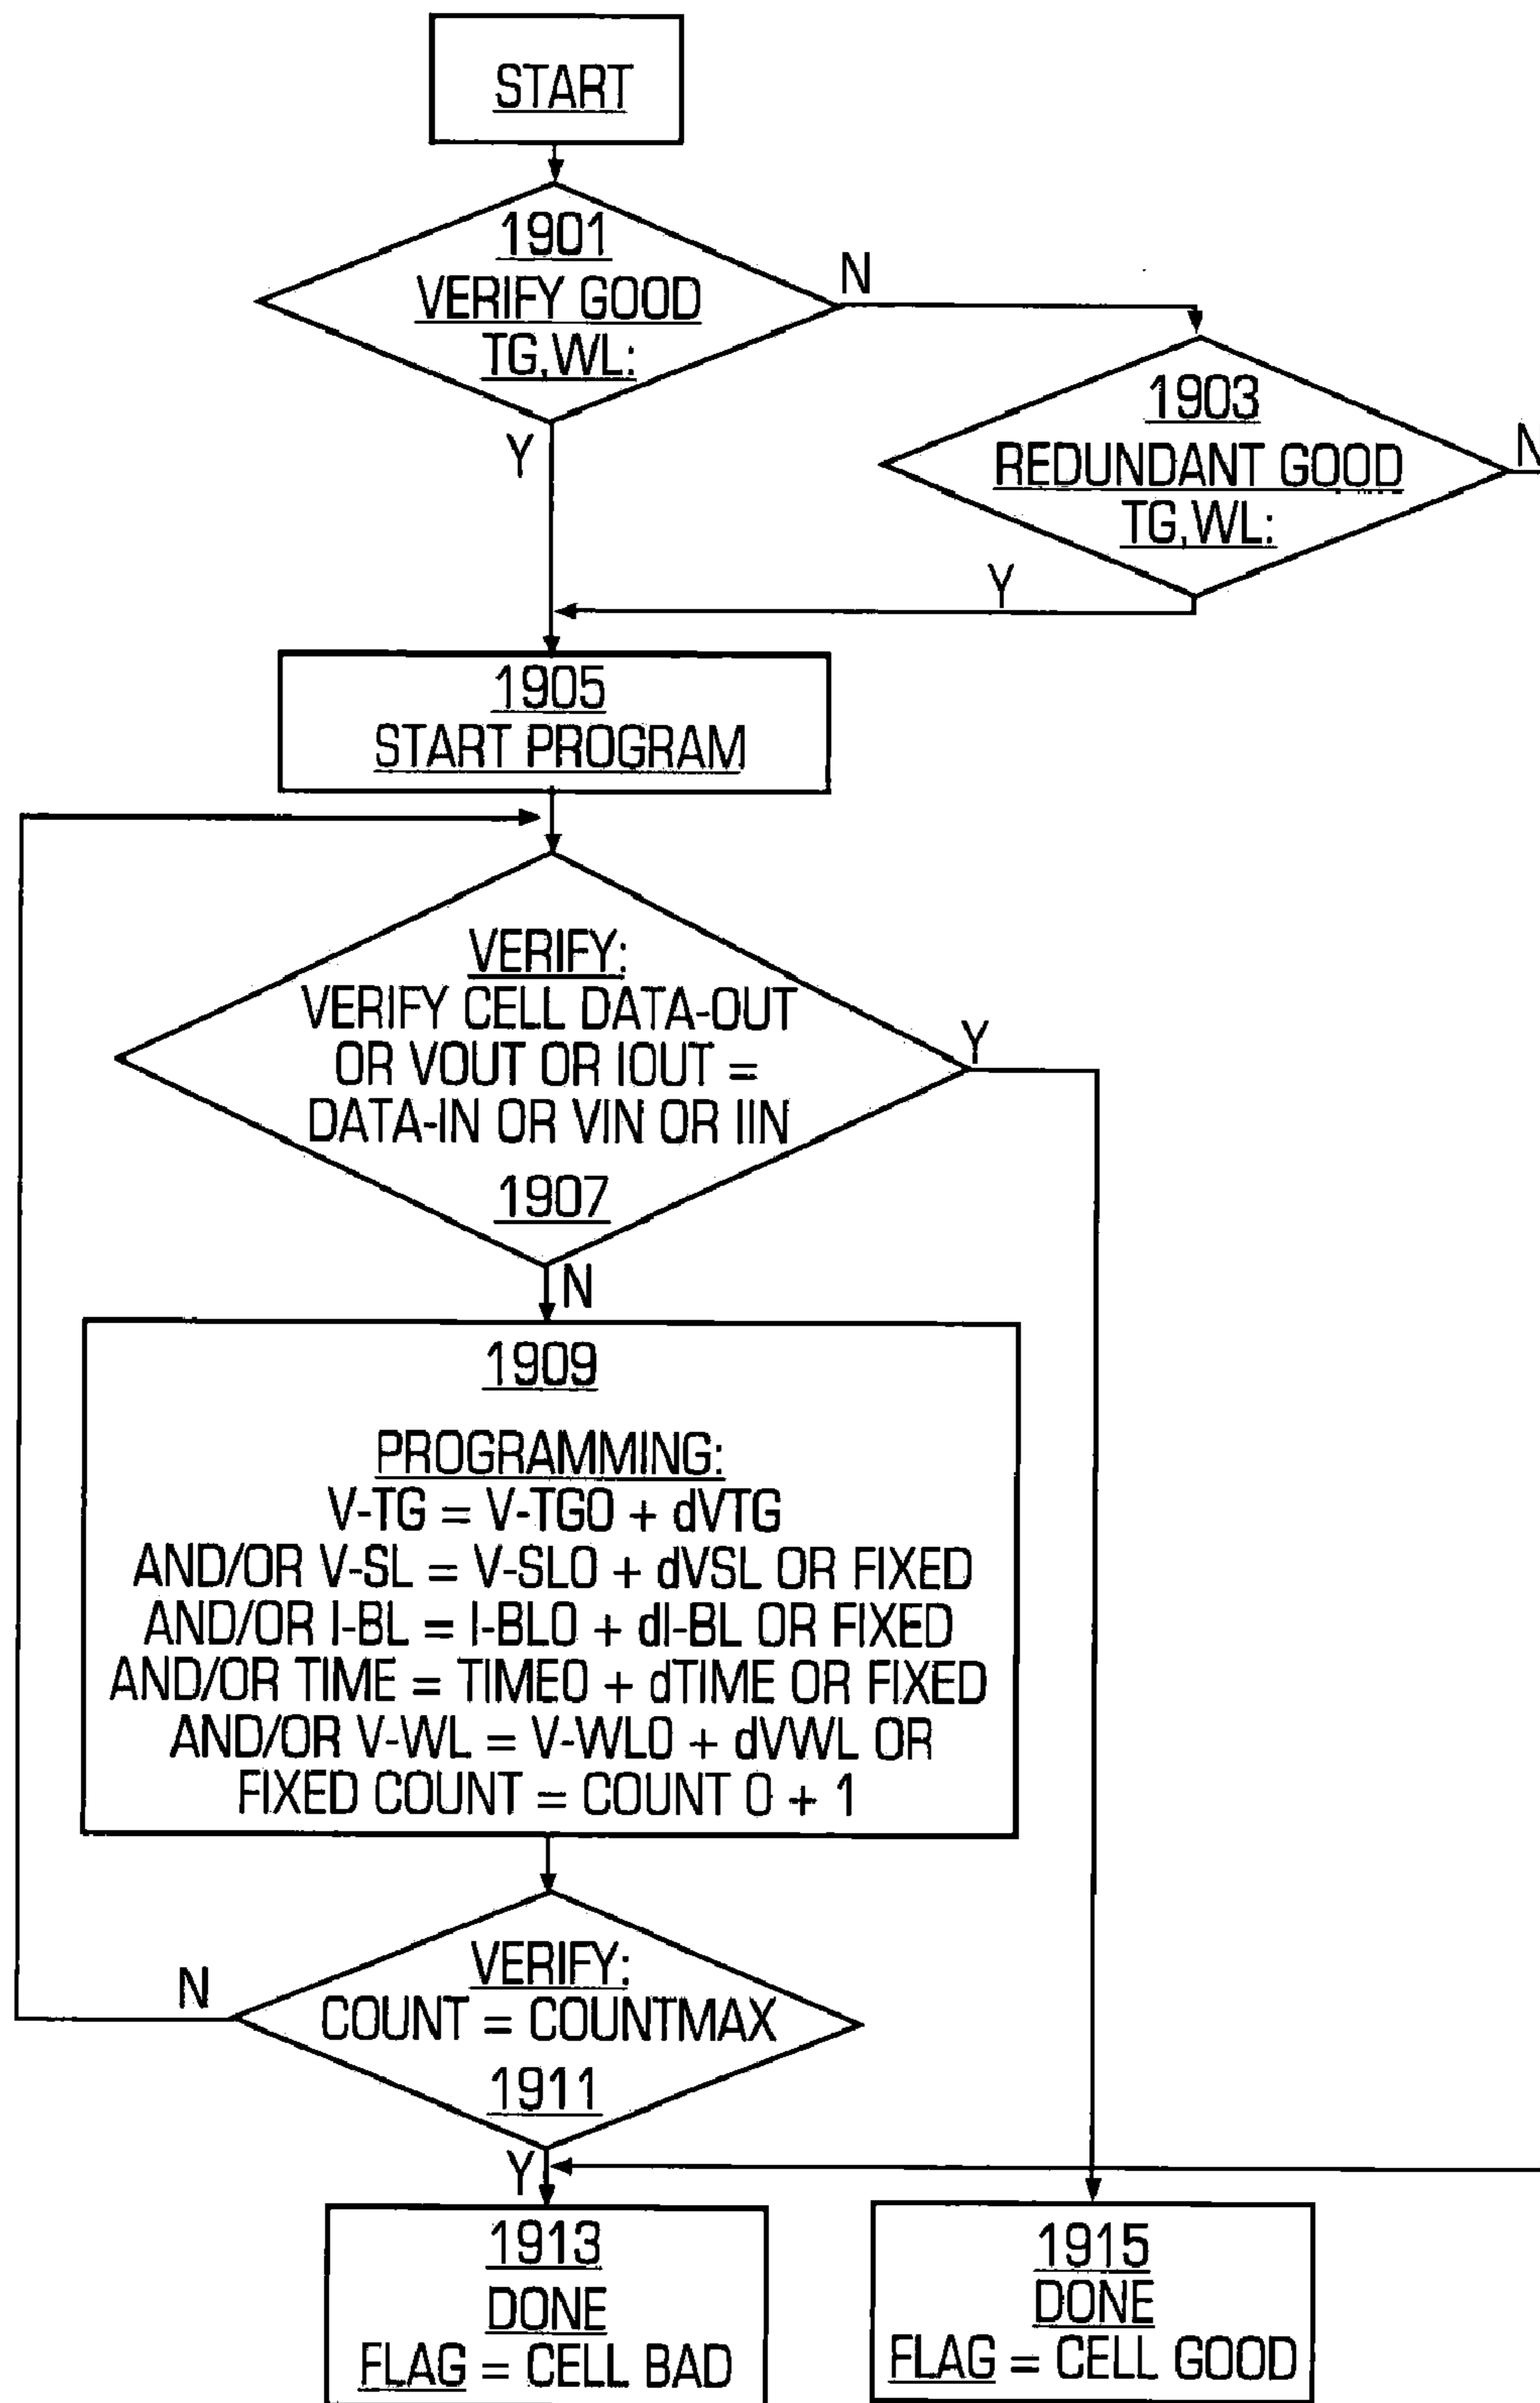 START
1901
VERIFY GOOD
TG,WL:
N
Y
1903
REDUNDANT GOOD
TG,WL:
N
Y
1905
START PROGRAM
VERIFY:
VERIFY CELL DATA-OUT
OR VOUT OR IOUT =
DATA-IN OR VIN OR IIN
1907
Y
N
1909
PROGRAMMING:
V-TG = V-TG0 + dVTG
AND/OR V-SL = V-SL0 + dVSL OR FIXED
AND/OR I-BL = I-BL0 + dI-BL OR FIXED
AND/OR TIME = TIME0 + dTIME OR FIXED
AND/OR V-WL = V-WL0 + dVWL OR
FIXED COUNT = COUNT 0 + 1
N
VERIFY:
COUNT = COUNTMAX
1911
Y
1913
DONE
FLAG = CELL BAD
1915
DONE
FLAG = CELL GOOD